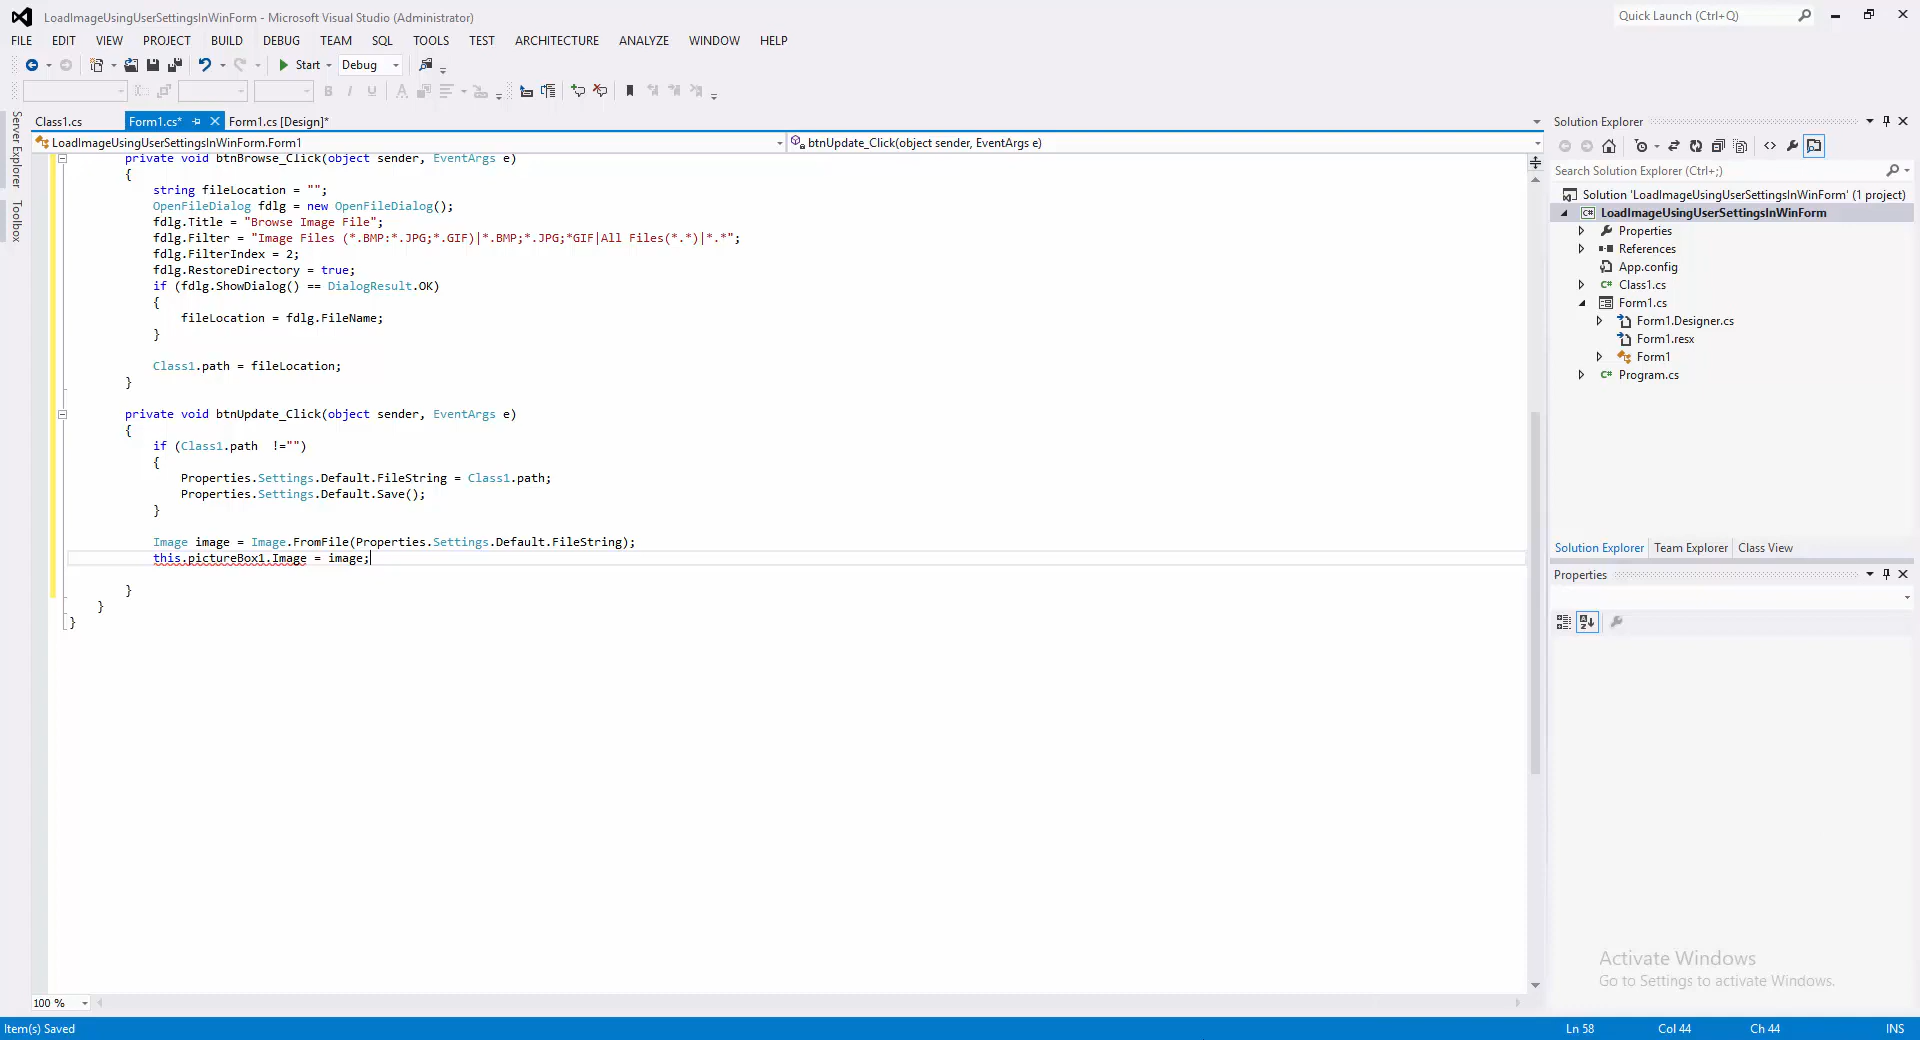 LoadImageUsingUserSettingsInWinForm - Microsoft Visual Studio (Administrator)
Quick Launch (Ctrl+Q)
FILE EDIT VIEW PROJECT BUILD DEBUG TEAM SQL TOOLS TEST ARCHITECTURE ANALYZE WINDOW HELP
Start Debug
Server Explorer
Toolbox
Class1.cs Form1.cs* Form1.cs [Design]*
LoadImageUsingUserSettingsInWinForm.Form1 btnUpdate_Click(object sender, EventArgs e)
private void btnBrowse_Click(object sender, EventArgs e)
{
string fileLocation = "";
OpenFileDialog fdlg = new OpenFileDialog();
fdlg.Title = "Browse Image File";
fdlg.Filter = "Image Files (*.BMP:*.JPG;*.GIF)|*.BMP;*.JPG;*GIF|All Files(*.*)|*.*";
fdlg.FilterIndex = 2;
fdlg.RestoreDirectory = true;
if (fdlg.ShowDialog() == DialogResult.OK)
{
fileLocation = fdlg.FileName;
}
Class1.path = fileLocation;
}
private void btnUpdate_Click(object sender, EventArgs e)
{
if (Class1.path  !="")
{
Properties.Settings.Default.FileString = Class1.path;
Properties.Settings.Default.Save();
}
Image image = Image.FromFile(Properties.Settings.Default.FileString);
this.pictureBox1.Image = image;
}
}
}
100 %
Solution Explorer
Search Solution Explorer (Ctrl+;)
Solution 'LoadImageUsingUserSettingsInWinForm' (1 project)
LoadImageUsingUserSettingsInWinForm
Properties
References
App.config
Class1.cs
Form1.cs
Form1.Designer.cs
Form1.resx
Form1
Program.cs
Solution Explorer Team Explorer Class View
Properties
Activate Windows
Go to Settings to activate Windows.
Item(s) Saved
Ln 58 Col 44 Ch 44 INS